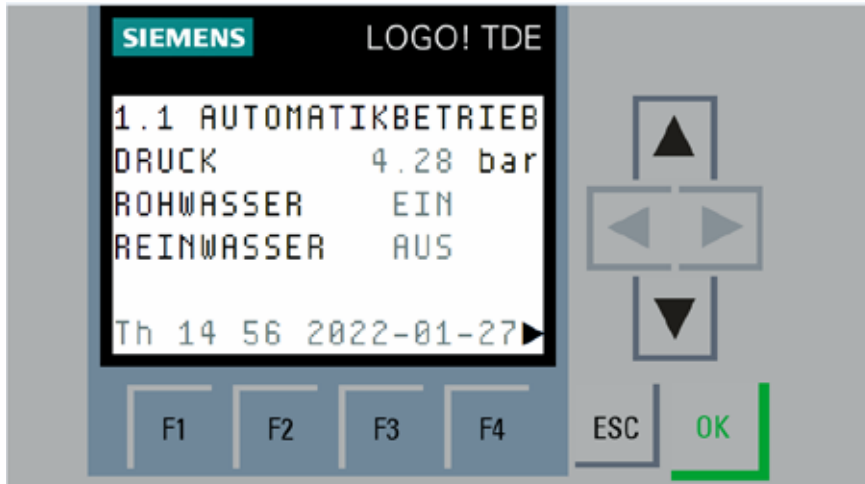 SIEMENS LOGO! TDE
1.1 AUTOMATIKBETRIEB
DRUCK 4.28 bar
ROHWASSER EIN
REINWASSER AUS
Th 14 56 2022-01-27
F1 F2 F3 F4 ESC OK